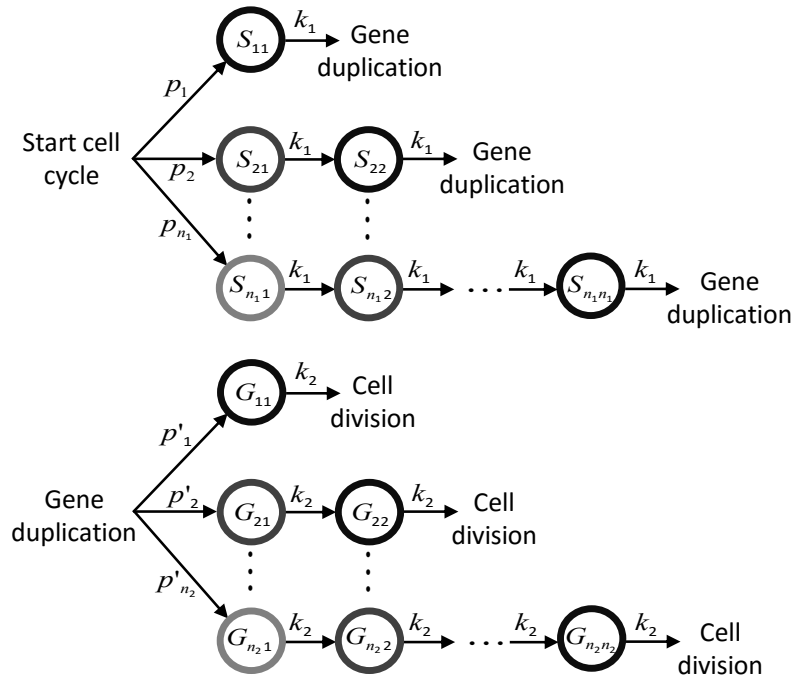 S₁₁ k₁ Gene
duplication
p₁
Start cell
cycle
p₂ S₂₁ k₁ S₂₂ k₁ Gene
duplication
pₙ₁
Sₙ₁1 k₁ Sₙ₁2 k₁ ... k₁ Sₙ₁ₙ₁ k₁ Gene
duplication
G₁₁ k₂ Cell
division
p'₁
Gene
duplication
p'₂ G₂₁ k₂ G₂₂ k₂ Cell
division
p'ₙ₂
Gₙ₂1 k₂ Gₙ₂2 k₂ ... k₂ Gₙ₂ₙ₂ k₂ Cell
division